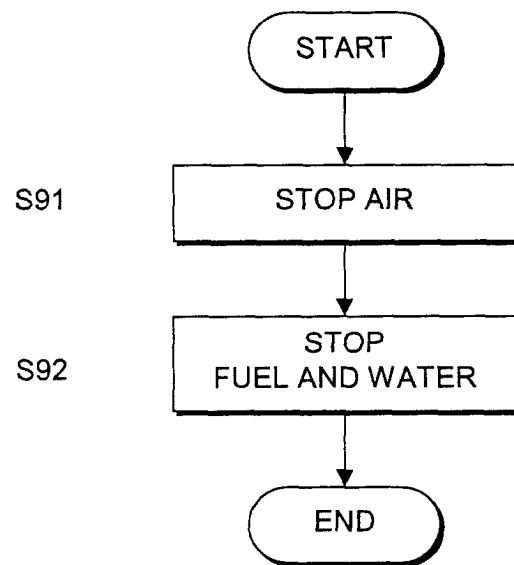 START
S91
STOP AIR
S92
STOP
FUEL AND WATER
END